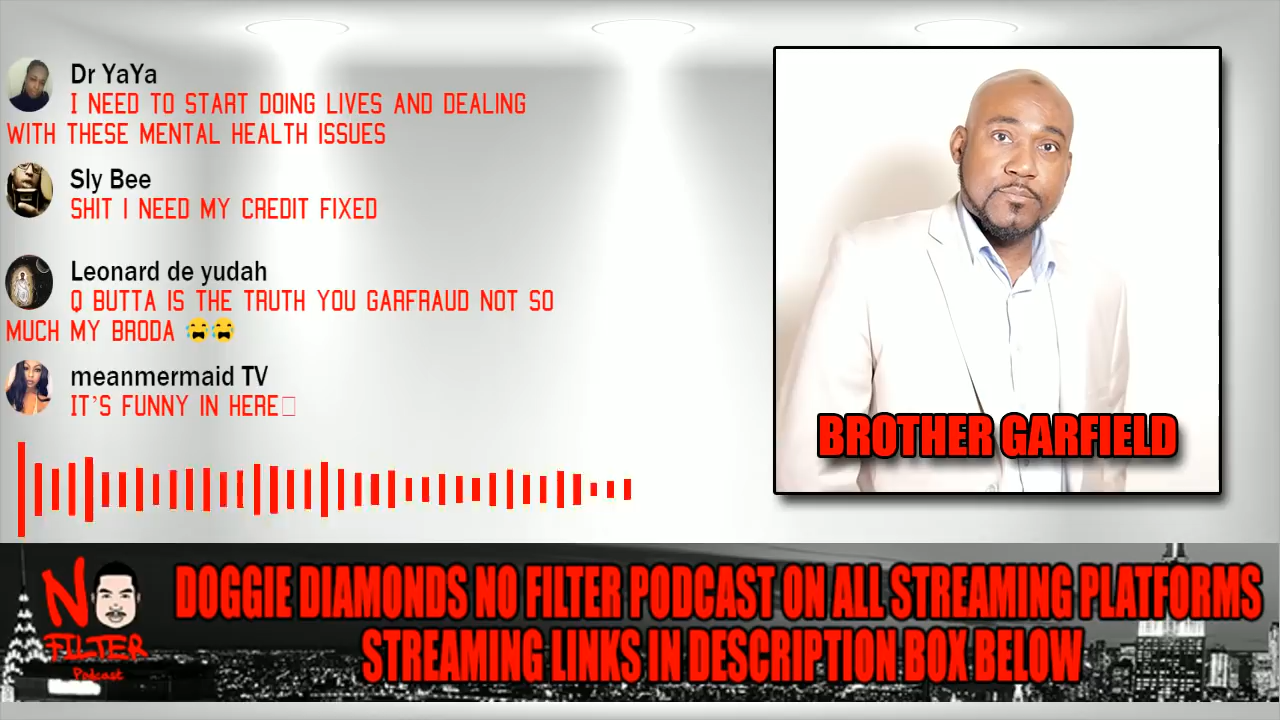 Dr YaYa
I NEED TO START DOING LIVES AND DEALING
WITH THESE MENTAL HEALTH ISSUES
Sly Bee
SHIT I NEED MY CREDIT FIXED
Leonard de yudah
Q BUTTA IS THE TRUTH YOU GARFRAUD NOT SO
MUCH MY BRODA 😭😭
meanmermaid TV
IT'S FUNNY IN HERE
BROTHER GARFIELD
NO
FILTER
Podcast
DOGGIE DIAMONDS NO FILTER PODCAST ON ALL STREAMING PLATFORMS
STREAMING LINKS IN DESCRIPTION BOX BELOW